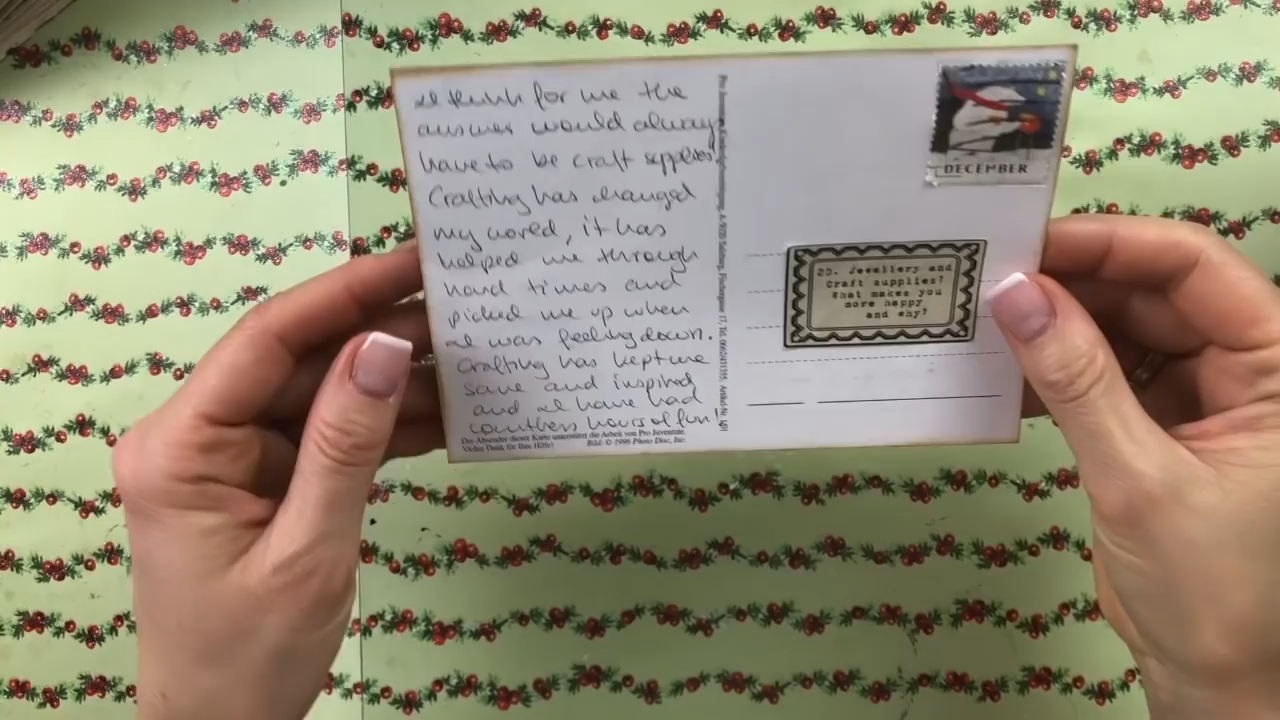 I think for me the
answer would always
have to be craft supplies!
Crafting has changed
my world, it has
helped me through
hard times and
picked me up when
I was feeling down.
Crafting has kept me
sane and inspired
and I have had
countless hours of fun!
Der Absender dieser Karte unterstützt die Arbeit von Pro Juventute.
Vielen Dank für Ihre Hilfe! Bild: © 1996 Photo Disc, Inc.
DECEMBER
20. Jewellery and
Craft supplies?
What makes you
more happy
and why?